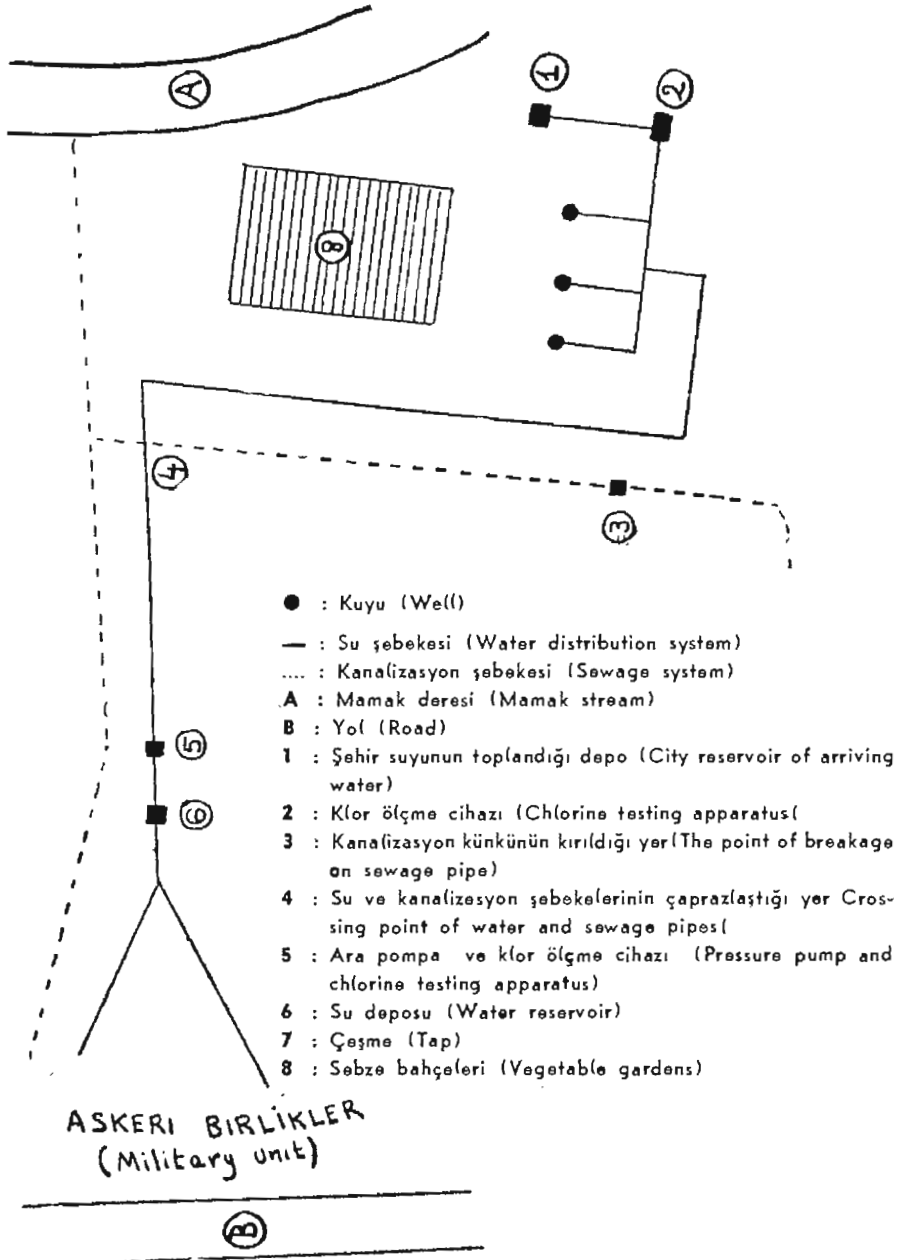 A
1
2
8
4
3
● : Kuyu (Well)
— : Su şebekesi (Water distribution system)
.... : Kanalizasyon şebekesi (Sewage system)
A : Mamak deresi (Mamak stream)
B : Yol (Road)
1 : Şehir suyunun toplandığı depo (City reservoir of arriving
water)
2 : Klor ölçme cihazı (Chlorine testing apparatus(
3 : Kanalizasyon künkünün kırıldığı yer(The point of breakage
on sewage pipe)
4 : Su ve kanalizesyon şebekelerinin çaprazlaştığı yer Cros-
sing point of water and sewage pipes(
5 : Ara pompa ve klor ölçme cihazı (Pressure pump and
chlorine testing apparatus)
6 : Su deposu (Water reservoir)
7 : Çeşme (Tap)
8 : Sebze bahçeleri (Vegetable gardens)
5
6
ASKERI BIRLİKLER
(Military unit)
B